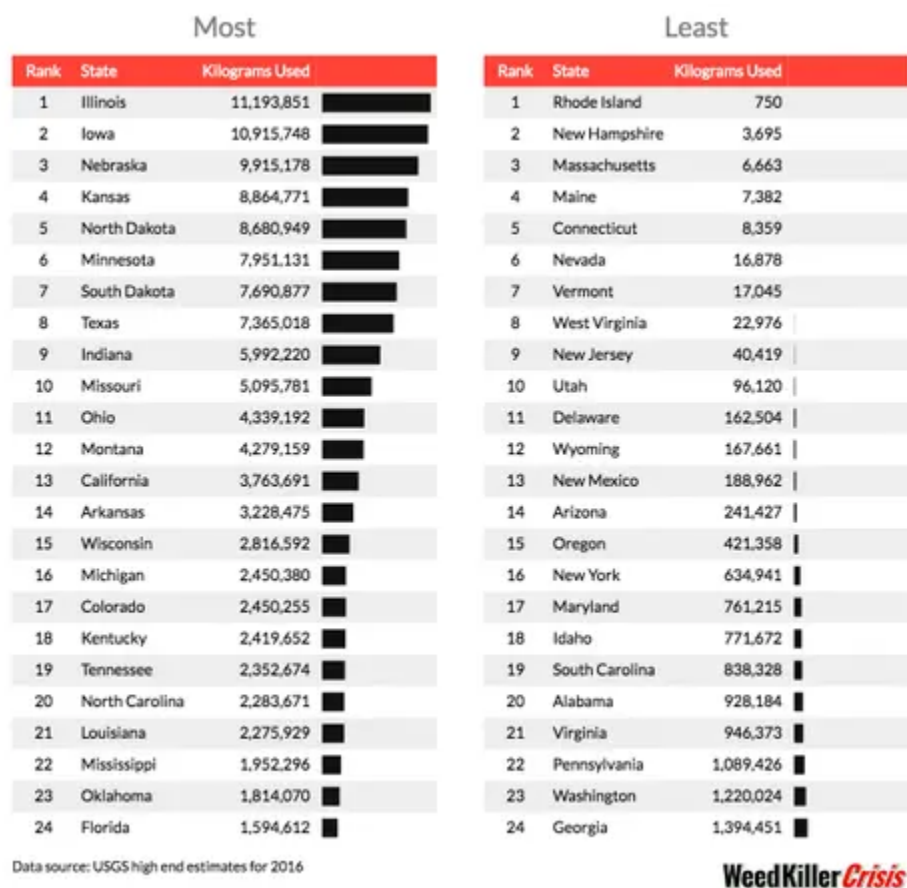 Most
Rank State Kilograms Used
1 Illinois 11,193,851
2 Iowa 10,915,748
3 Nebraska 9,915,178
4 Kansas 8,864,771
5 North Dakota 8,680,949
6 Minnesota 7,951,131
7 South Dakota 7,690,877
8 Texas 7,365,018
9 Indiana 5,992,220
10 Missouri 5,095,781
11 Ohio 4,339,192
12 Montana 4,279,159
13 California 3,763,691
14 Arkansas 3,228,475
15 Wisconsin 2,816,592
16 Michigan 2,450,380
17 Colorado 2,450,255
18 Kentucky 2,419,652
19 Tennessee 2,352,674
20 North Carolina 2,283,671
21 Louisiana 2,275,929
22 Mississippi 1,952,296
23 Oklahoma 1,814,070
24 Florida 1,594,612
Least
Rank State Kilograms Used
1 Rhode Island 750
2 New Hampshire 3,695
3 Massachusetts 6,663
4 Maine 7,382
5 Connecticut 8,359
6 Nevada 16,878
7 Vermont 17,045
8 West Virginia 22,976
9 New Jersey 40,419
10 Utah 96,120
11 Delaware 162,504
12 Wyoming 167,661
13 New Mexico 188,962
14 Arizona 241,427
15 Oregon 421,358
16 New York 634,941
17 Maryland 761,215
18 Idaho 771,672
19 South Carolina 838,328
20 Alabama 928,184
21 Virginia 946,373
22 Pennsylvania 1,089,426
23 Washington 1,220,024
24 Georgia 1,394,451
Data source: USGS high end estimates for 2016
WeedKillerCrisis